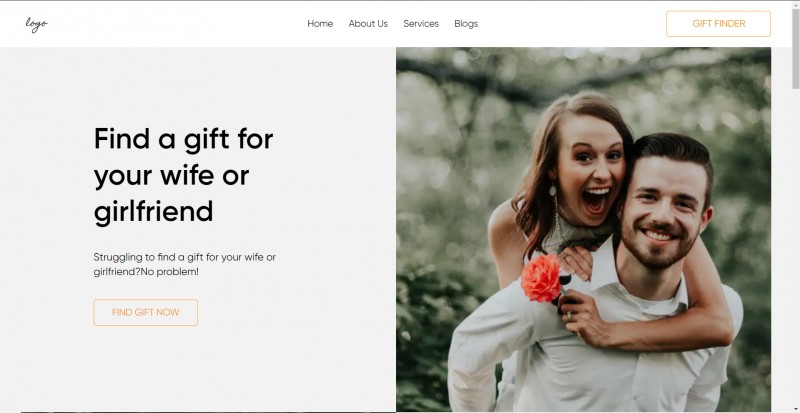 logo
Home
About Us
Services
Blogs
GIFT FINDER
Find a gift for
your wife or
girlfriend
Struggling to find a gift for your wife or
girlfriend?No problem!
FIND GIFT NOW